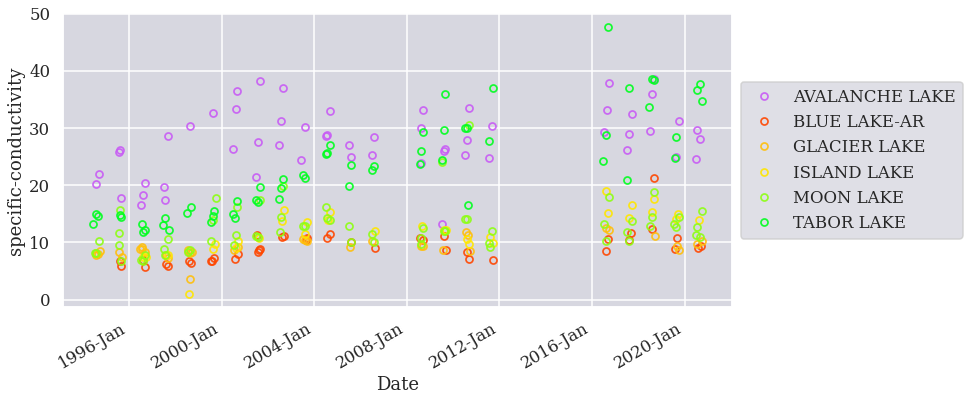 50
40
30
20
10
0
specific-conductivity
1996-Jan
2000-Jan
2004-Jan
2008-Jan
2012-Jan
2016-Jan
2020-Jan
Date
AVALANCHE LAKE
BLUE LAKE-AR
GLACIER LAKE
ISLAND LAKE
MOON LAKE
TABOR LAKE